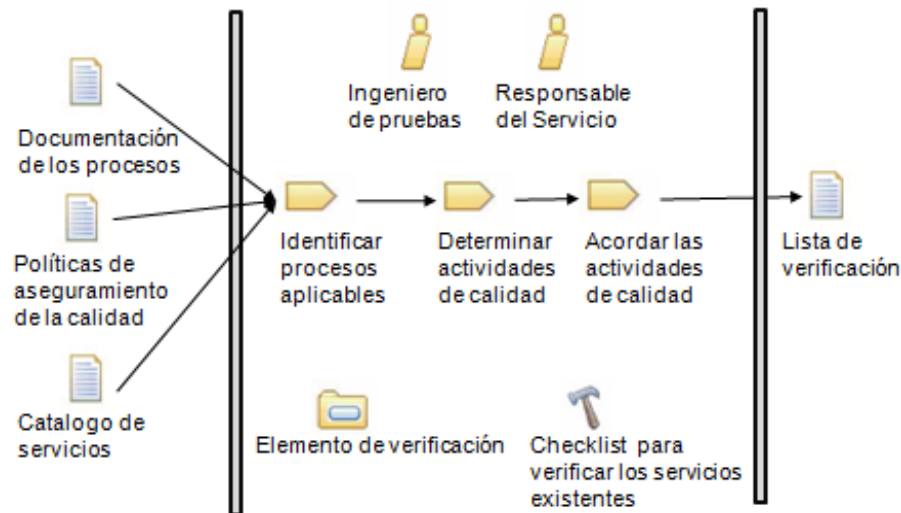 Ingeniero
de pruebas
Responsable
del Servicio
Documentación
de los procesos
Políticas de
aseguramiento
de la calidad
Catalogo de
servicios
Identificar
procesos
aplicables
Determinar
actividades
de calidad
Acordar las
actividades
de calidad
Lista de
verificación
Elemento de verificación
Checklist para
verificar los servicios
existentes